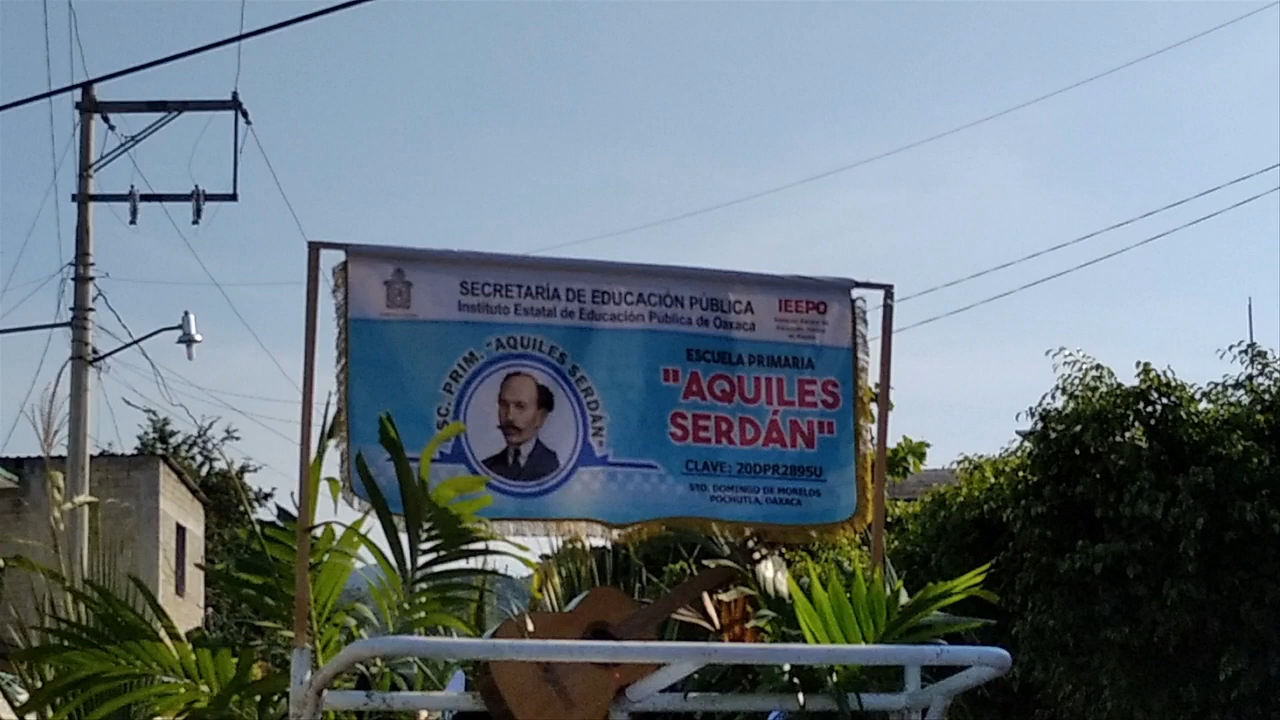 SECRETARÍA DE EDUCACIÓN PÚBLICA
Instituto Estatal de Educación Pública de Oaxaca
IEEPO
SC. PRIM. "AQUILES SERDÁN"
ESCUELA PRIMARIA
"AQUILES
SERDÁN"
CLAVE: 20DPR2895U
STO. DOMINGO DE MORELOS
POCHUTLA, OAXACA